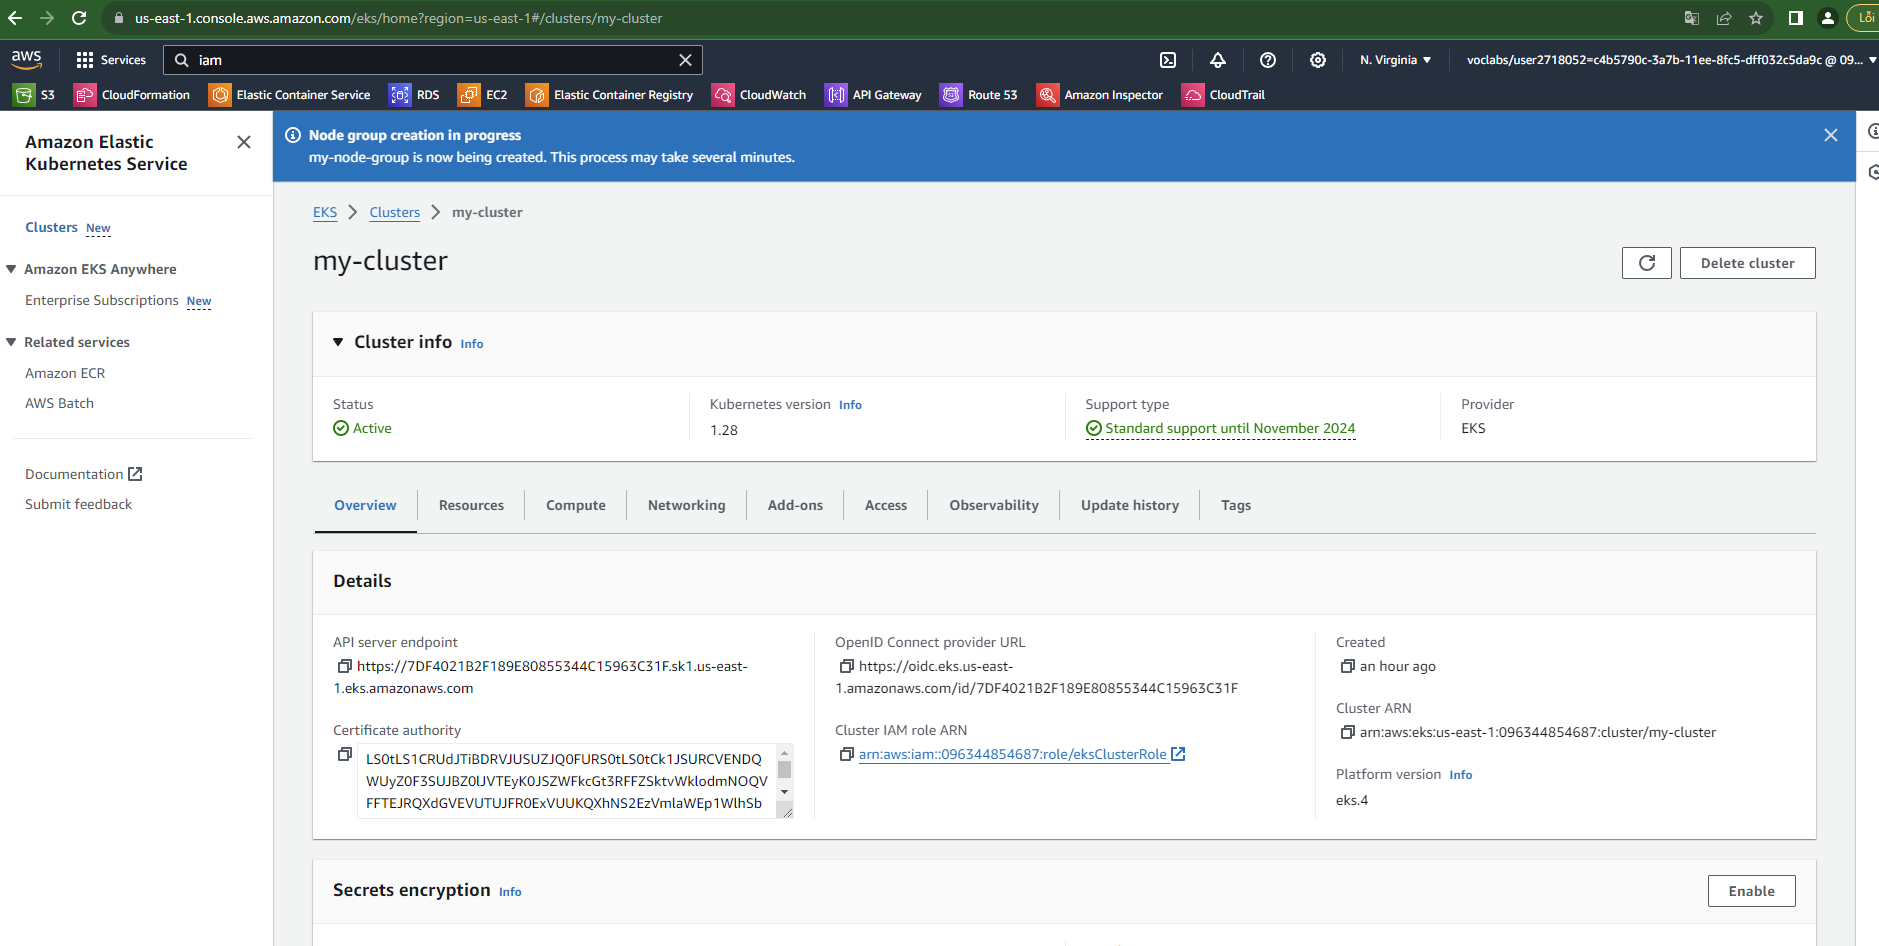 us-east-1.console.aws.amazon.com/eks/home?region=us-east-1#/clusters/my-cluster
Lỗi
aws
Services
iam
N. Virginia
voclabs/user2718052=c4b5790c-3a7b-11ee-8fc5-dff032c5da9c @ 09...
S3
CloudFormation
Elastic Container Service
RDS
EC2
Elastic Container Registry
CloudWatch
API Gateway
Route 53
Amazon Inspector
CloudTrail
Amazon Elastic
Kubernetes Service
Clusters New
Amazon EKS Anywhere
Enterprise Subscriptions New
Related services
Amazon ECR
AWS Batch
Documentation
Submit feedback
Node group creation in progress
my-node-group is now being created. This process may take several minutes.
EKS
Clusters
my-cluster
my-cluster
Delete cluster
Cluster info Info
Status
Active
Kubernetes version Info
1.28
Support type
Standard support until November 2024
Provider
EKS
Overview
Resources
Compute
Networking
Add-ons
Access
Observability
Update history
Tags
Details
API server endpoint
https://7DF4021B2F189E80855344C15963C31F.sk1.us-east-
1.eks.amazonaws.com
Certificate authority
LS0tLS1CRUdJTiBDRVJUSUZJQ0FURS0tLS0tCk1JSURCVENDQ
WUyZ0F3SUJBZ0lJVTEyK0JSZWFkcGt3RFFZSktvWklodmNOQV
FFTEJRQXdGVEVUTUJFR0ExVUUKQXhNS2EzVmlaWEp1WlhSb
OpenID Connect provider URL
https://oidc.eks.us-east-
1.amazonaws.com/id/7DF4021B2F189E80855344C15963C31F
Cluster IAM role ARN
arn:aws:iam::096344854687:role/eksClusterRole
Created
an hour ago
Cluster ARN
arn:aws:eks:us-east-1:096344854687:cluster/my-cluster
Platform version Info
eks.4
Secrets encryption Info
Enable